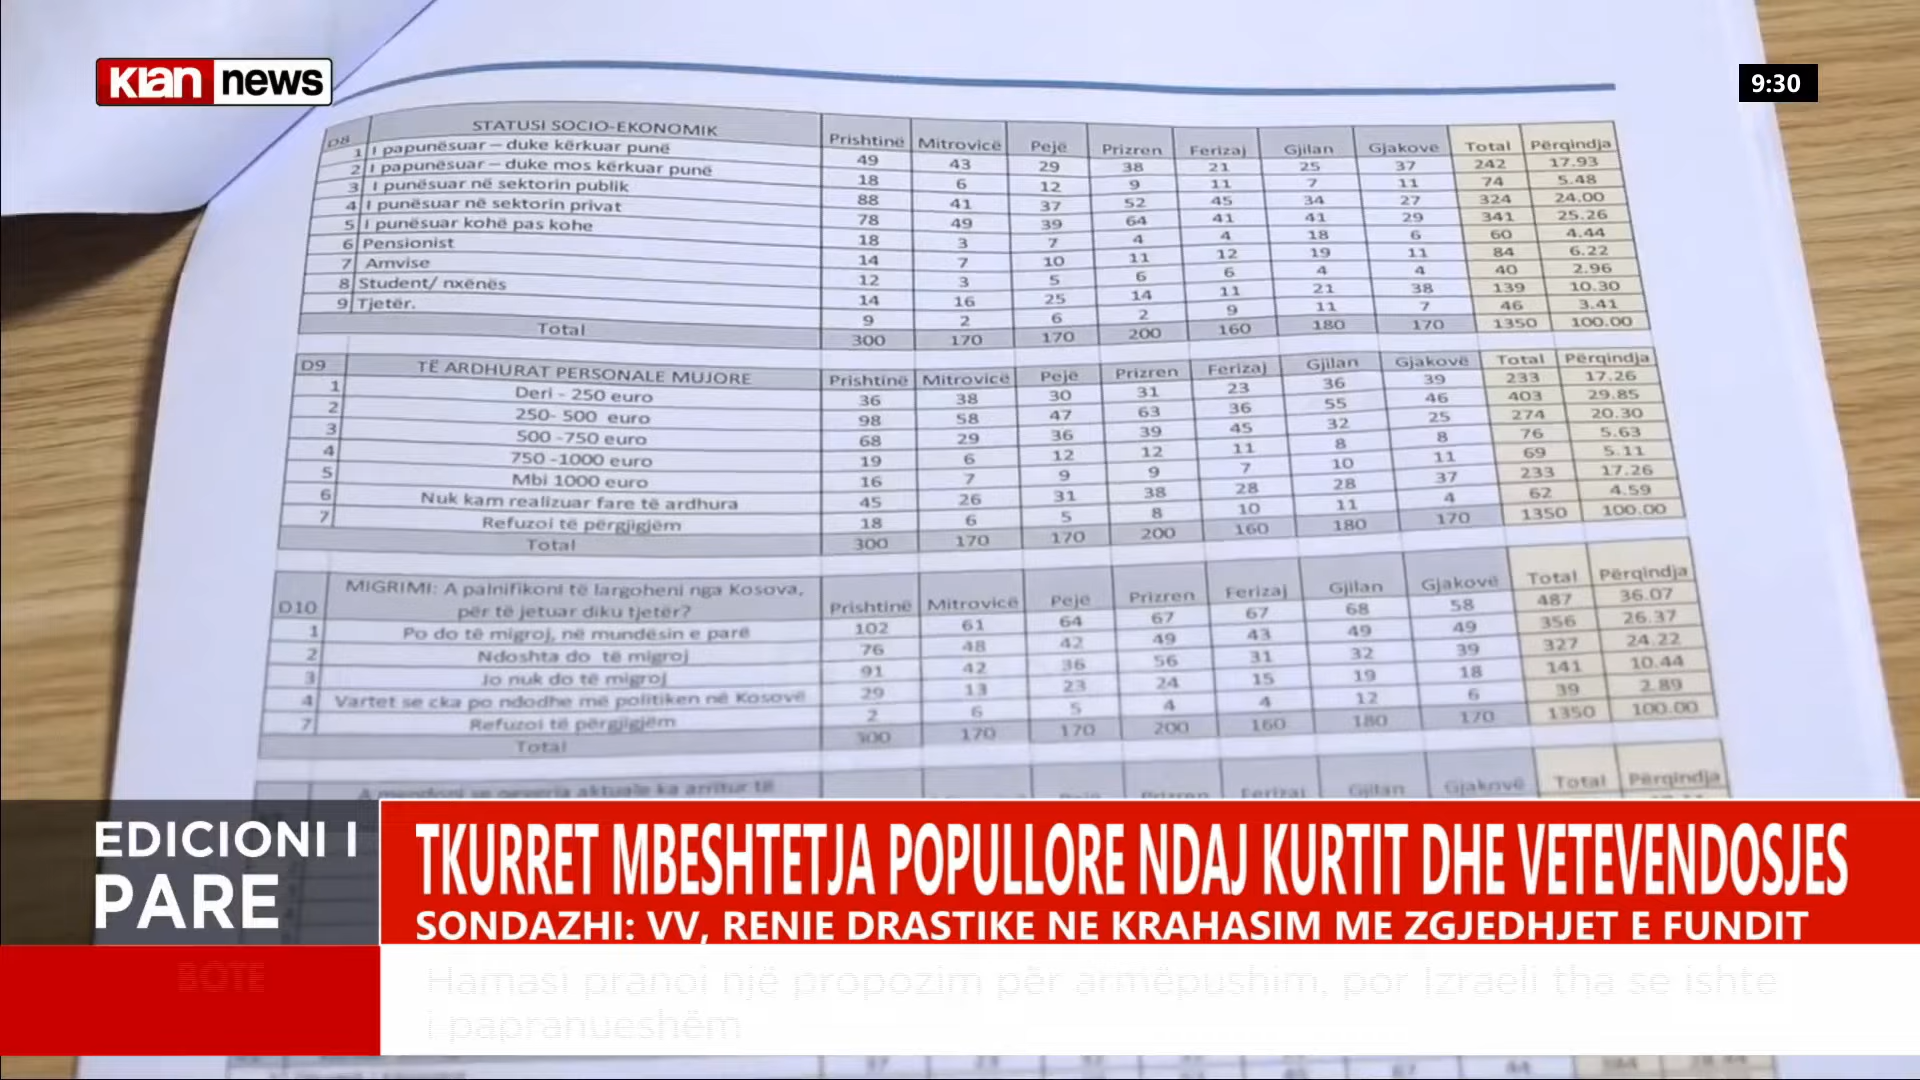 klan news
9:30
D8 STATUSI SOCIO-EKONOMIK Prishtinë Mitrovicë Pejë Prizren Ferizaj Gjilan Gjakovë Total Përqindja
1 I papunësuar – duke kërkuar punë 49 43 29 38 21 25 37 242 17.93
2 I papunësuar – duke mos kërkuar punë 18 6 12 9 11 7 11 74 5.48
3 I punësuar në sektorin publik 88 41 37 52 45 34 27 324 24.00
4 I punësuar në sektorin privat 78 49 39 64 41 41 29 341 25.26
5 I punësuar kohë pas kohe 18 3 7 4 4 18 6 60 4.44
6 Pensionist 14 7 10 11 12 19 11 84 6.22
7 Amvise 12 3 5 6 6 4 4 40 2.96
8 Student/ nxënës 14 16 25 14 11 21 38 139 10.30
9 Tjetër. 9 2 6 2 9 11 7 46 3.41
Total 300 170 170 200 160 180 170 1350 100.00
D9 TË ARDHURAT PERSONALE MUJORE Prishtinë Mitrovicë Pejë Prizren Ferizaj Gjilan Gjakovë Total Përqindja
1 Deri - 250 euro 36 38 30 31 23 36 39 233 17.26
2 250- 500 euro 98 58 47 63 36 55 46 403 29.85
3 500 -750 euro 68 29 36 39 45 32 25 274 20.30
4 750 -1000 euro 19 6 12 12 11 8 8 76 5.63
5 Mbi 1000 euro 16 7 9 9 7 10 11 69 5.11
6 Nuk kam realizuar fare të ardhura 45 26 31 38 28 28 37 233 17.26
7 Refuzoi të përgjigjëm 18 6 5 8 10 11 4 62 4.59
Total 300 170 170 200 160 180 170 1350 100.00
D10 MIGRIMI: A palnifikoni të largoheni nga Kosova,
për të jetuar diku tjetër? Prishtinë Mitrovicë Pejë Prizren Ferizaj Gjilan Gjakovë Total Përqindja
1 Po do të migroj, në mundësin e parë 102 61 64 67 67 68 58 487 36.07
2 Ndoshta do të migroj 76 48 42 49 43 49 49 356 26.37
3 Jo nuk do të migroj 91 42 36 56 31 32 39 327 24.22
4 Vartet se cka po ndodhe më politiken në Kosovë 29 13 23 24 15 19 18 141 10.44
7 Refuzoi të përgjigjëm 2 6 5 4 4 12 6 39 2.89
Total 300 170 170 200 160 180 170 1350 100.00
Total Përqindja
EDICIONI I
PARE
TKURRET MBESHTETJA POPULLORE NDAJ KURTIT DHE VETEVENDOSJES
SONDAZHI: VV, RENIE DRASTIKE NE KRAHASIM ME ZGJEDHJET E FUNDIT
BOTE
Hamasi pranoi një propozim për armëpushim, por Izraeli tha se ishte
i papranueshëm